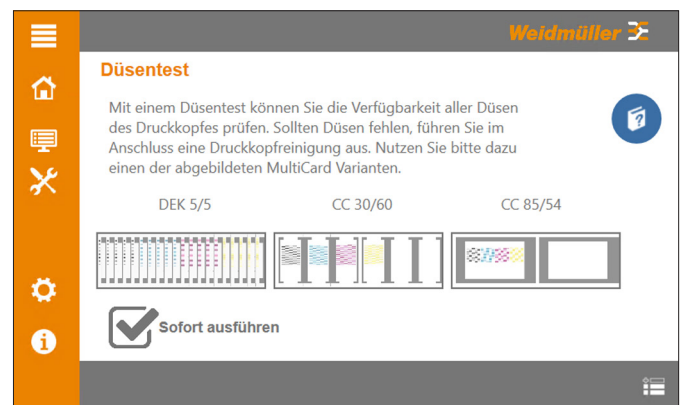 Weidmüller
Düsentest
Mit einem Düsentest können Sie die Verfügbarkeit aller Düsen
des Druckkopfes prüfen. Sollten Düsen fehlen, führen Sie im
Anschluss eine Druckkopfreinigung aus. Nutzen Sie bitte dazu
einen der abgebildeten MultiCard Varianten.
DEK 5/5 CC 30/60 CC 85/54
Sofort ausführen